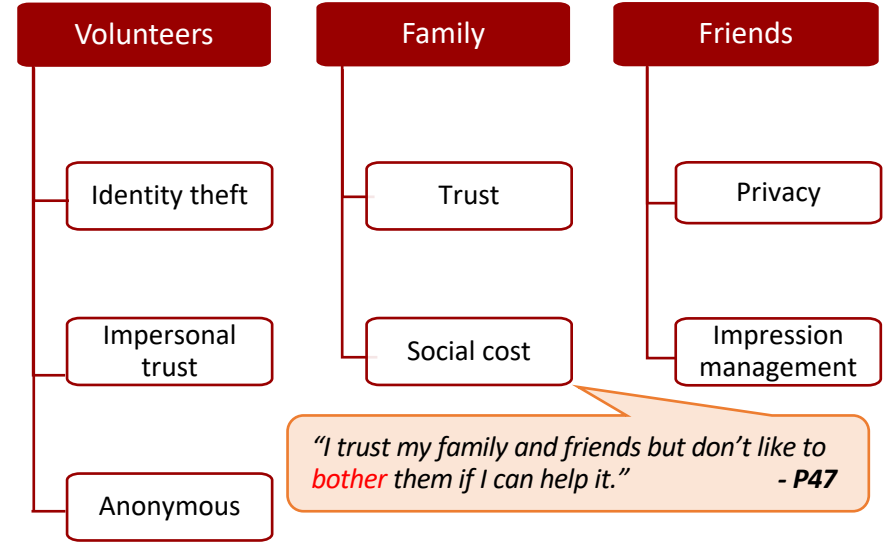 Volunteers
Identity theft
Impersonal
trust
Anonymous
Family
Trust
Social cost
“I trust my family and friends but don’t like to
bother them if I can help it.” - P47
Friends
Privacy
Impression
management